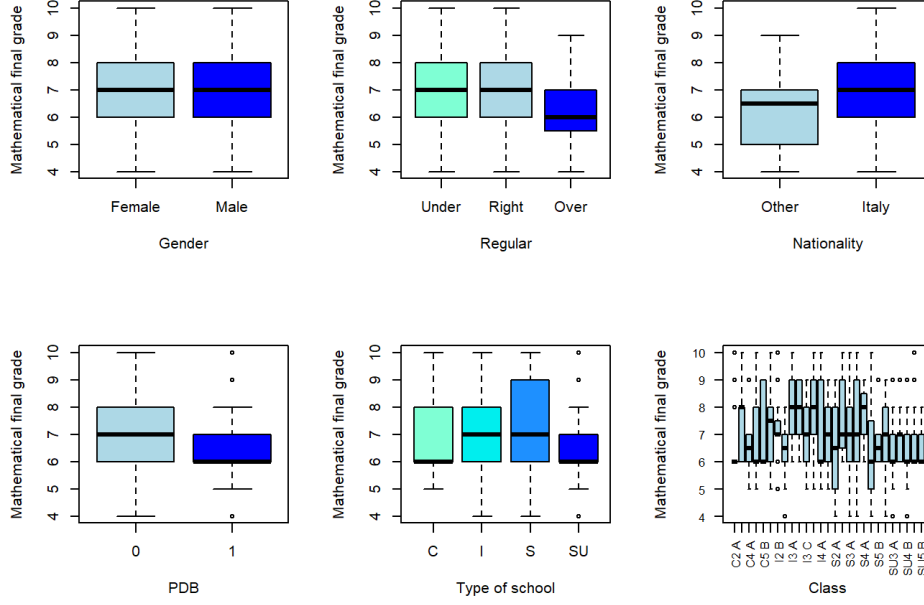 Mathematical final grade
10
9
8
7
6
5
4
Female Male
Gender
Mathematical final grade
10
9
8
7
6
5
4
Under Right Over
Regular
Mathematical final grade
10
9
8
7
6
5
4
Other Italy
Nationality
Mathematical final grade
10
9
8
7
6
5
4
0 1
PDB
Mathematical final grade
10
9
8
7
6
5
4
C I S SU
Type of school
Mathematical final grade
10
9
8
7
6
5
4
C2 A C4 A C5 B I2 B I3 A I3 C I4 A S2 A S3 A S4 A S5 B SU3 A SU4 B SU5 B
Class